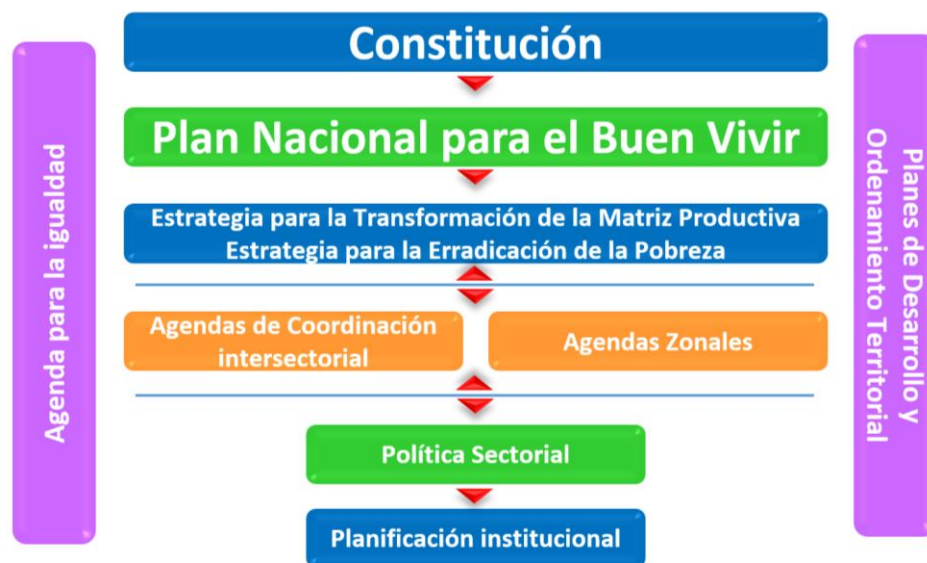 Constitución
Plan Nacional para el Buen Vivir
Estrategia para la Transformación de la Matriz Productiva
Estrategia para la Erradicación de la Pobreza
Agendas de Coordinación
intersectorial
Agendas Zonales
Política Sectorial
Planificación institucional
Agenda para la igualdad
Planes de Desarrollo y
Ordenamiento Territorial